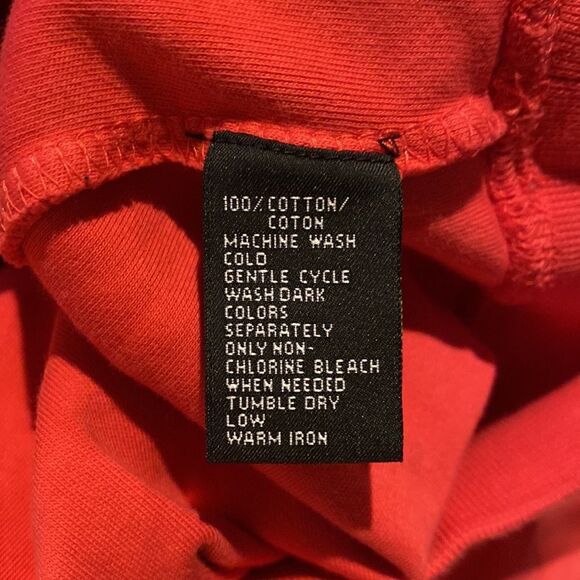 100% COTTON/
COTON
MACHINE WASH
COLD
GENTLE CYCLE
WASH DARK
COLORS
SEPARATELY
ONLY NON-
CHLORINE BLEACH
WHEN NEEDED
TUMBLE DRY
LOW
WARM IRON